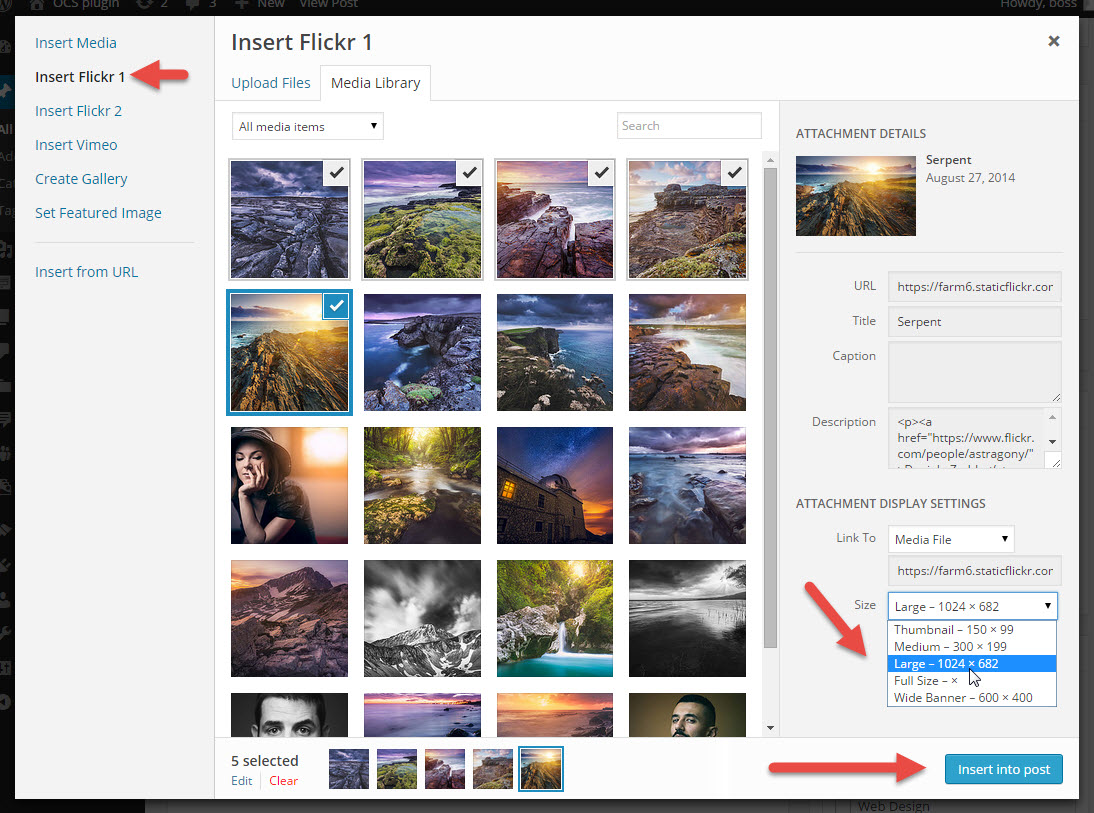 OCS plugin 2 3 New View Post Howdy, boss
Insert Media
Insert Flickr 1
Insert Flickr 2
Insert Vimeo
Create Gallery
Set Featured Image
Insert from URL
Insert Flickr 1
Upload Files Media Library
All media items
Search
ATTACHMENT DETAILS
Serpent
August 27, 2014
URL https://farm6.staticflickr.con
Title Serpent
Caption
Description <p><a
href="https://www.flickr.
com/people/astragony/"
ATTACHMENT DISPLAY SETTINGS
Link To Media File
https://farm6.staticflickr.con
Size Large – 1024 × 682
Thumbnail – 150 × 99
Medium – 300 × 199
Large – 1024 × 682
Full Size – ×
Wide Banner – 600 × 400
5 selected
Edit Clear
Insert into post
All
Web Design